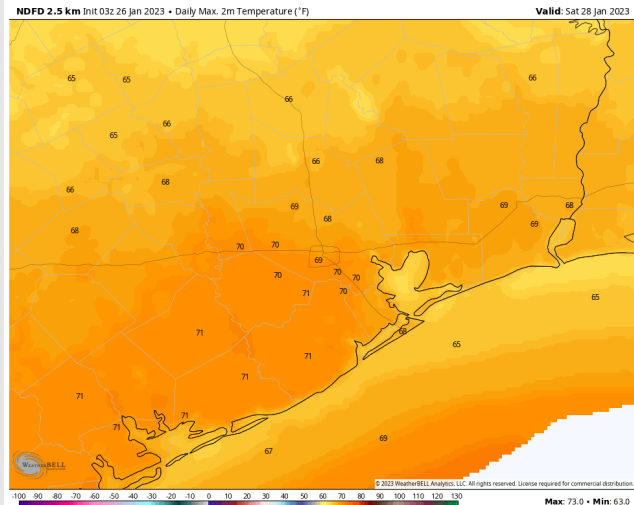 NDFD 2.5 km Init 03z 26 Jan 2023 • Daily Max. 2m Temperature (°F) Valid: Sat 28 Jan 2023
65 65 66
66
66
65
66 68
68
66
69 69 68
68 69
68
70 70
69
70 70 70
71 70
65
71 68
65
71
71
71
71
71
69
67
WEATHERBELL
© 2023 WeatherBELL Analytics, LLC. All rights reserved. License required for commercial distribution.
-100 -90 -80 -70 -60 -50 -40 -30 -20 -10 0 10 20 30 40 50 60 70 80 90 100 110 120 130
Max: 73.0 • Min: 63.0